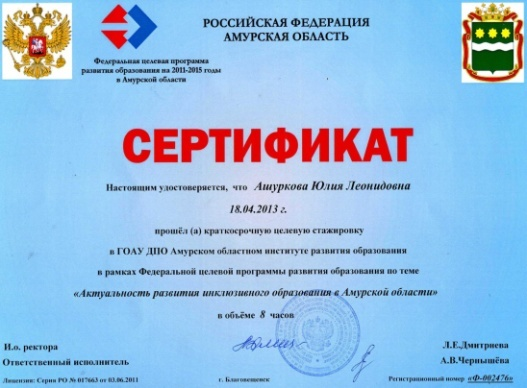 РОССИЙСКАЯ ФЕДЕРАЦИЯ
АМУРСКАЯ ОБЛАСТЬ
Федеральная целевая программа
развития образования на 2011-2015 годы
в Амурской области
СЕРТИФИКАТ
Настоящим удостоверяется, что Ашуркова Юлия Леонидовна
18.04.2013 г.
прошёл (а) краткосрочную целевую стажировку
в ГОАУ ДПО Амурском областном институте развития образования
в рамках Федеральной целевой программы развития образования по теме
«Актуальность развития инклюзивного образования в Амурской области»
в объёме 8 часов
И.о. ректора Л.Е.Дмитриева
Ответственный исполнитель А.В.Чернышёва
Лицензия: Серия РО № 017663 от 03.06.2011 г. Благовещенск Регистрационный номер «Ф-002476»